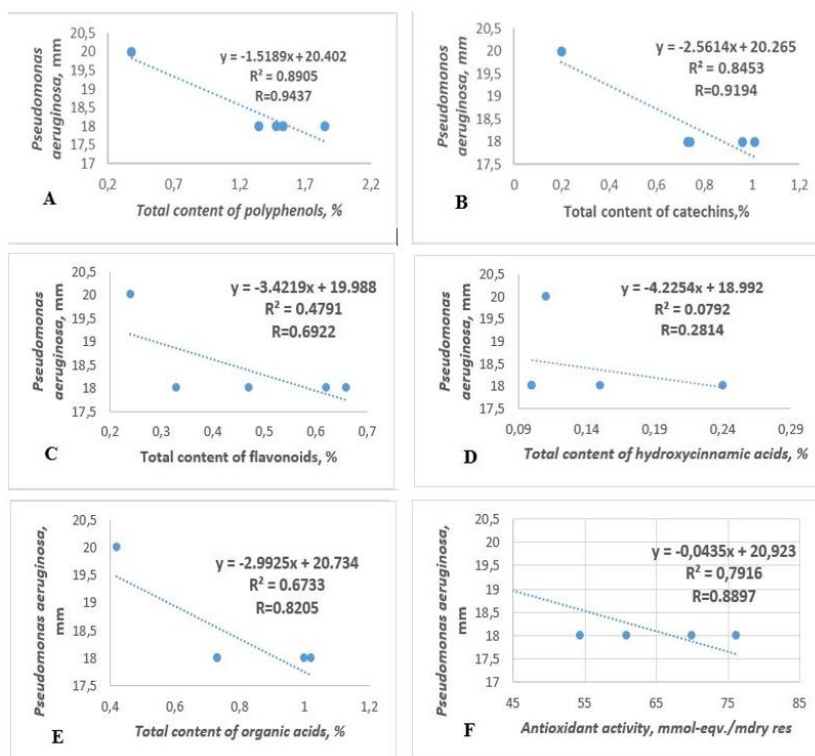 20,5
20
19,5
19
18,5
18
17,5
17
Pseudomonas
aeruginosa, mm
y = -1.5189x + 20.402
R² = 0.8905
R=0.9437
0,2 0,7 1,2 1,7 2,2
A
Total content of polyphenols, %
20,5
20
19,5
19
18,5
18
17,5
Pseudomonos
aeruginosa, mm
y = -2.5614x + 20.265
R² = 0.8453
R=0.9194
0 0,2 0,4 0,6 0,8 1 1,2
B
Total content of catechins,%
20,5
20
19,5
19
18,5
18
17,5
Pseudomonas
aeruginosa, mm
y = -3.4219x + 19.988
R² = 0.4791
R=0.6922
0,2 0,3 0,4 0,5 0,6 0,7
C
Total content of flavonoids, %
20,5
20
19,5
19
18,5
18
17,5
Pseudomonas
aeruginosa, mm
y = -4.2254x + 18.992
R² = 0.0792
R=0.2814
0,09 0,14 0,19 0,24 0,29
D
Total content of hydroxycinnamic acids, %
20,5
20
19,5
19
18,5
18
17,5
Pseudomonas aeruginosa,
mm
y = -2.9925x + 20.734
R² = 0.6733
R=0.8205
0,4 0,6 0,8 1 1,2
E
Total content of organic acids, %
20,5
20
19,5
19
18,5
18
17,5
17
Pseudomonas aeruginosa,
mm
y = -0,0435x + 20,923
R² = 0,7916
R=0.8897
45 55 65 75 85
F
Antioxidant activity, mmol-eqv./mdry res